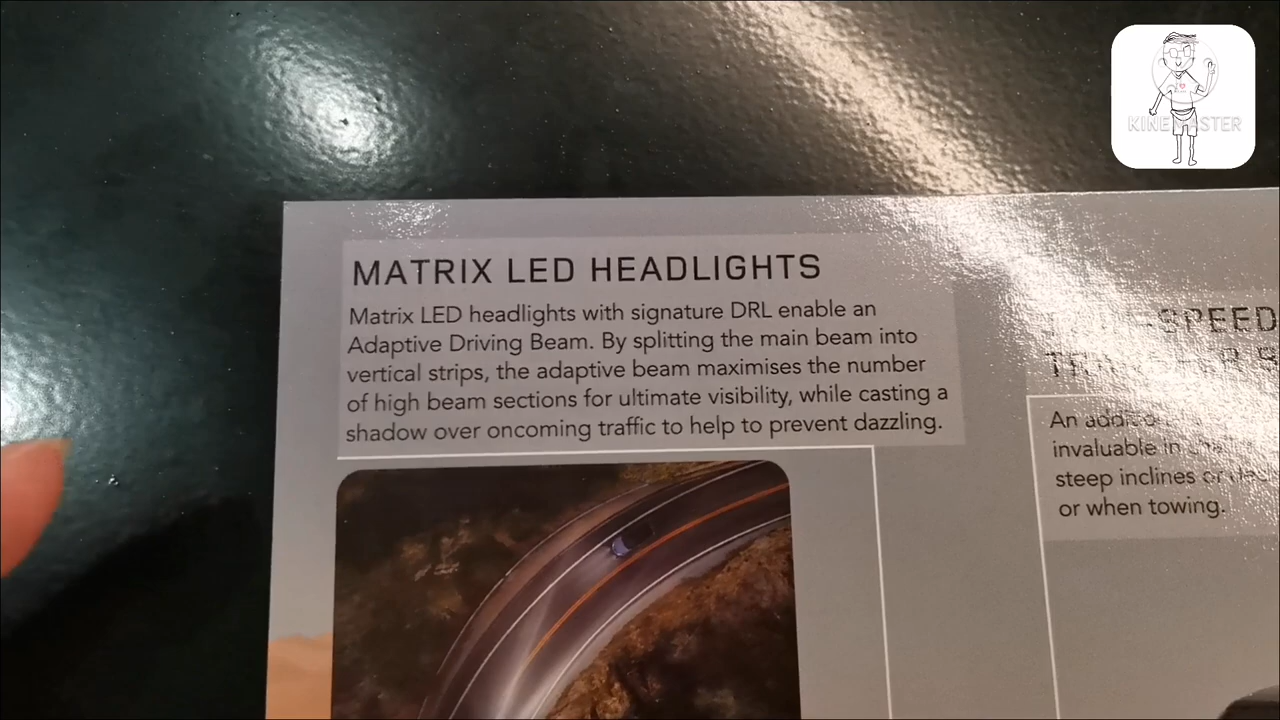 MATRIX LED HEADLIGHTS
Matrix LED headlights with signature DRL enable an
Adaptive Driving Beam. By splitting the main beam into
vertical strips, the adaptive beam maximises the number
of high beam sections for ultimate visibility, while casting a
shadow over oncoming traffic to help to prevent dazzling.
-SPEED
An
invaluable in
steep inclines or
or when towing.